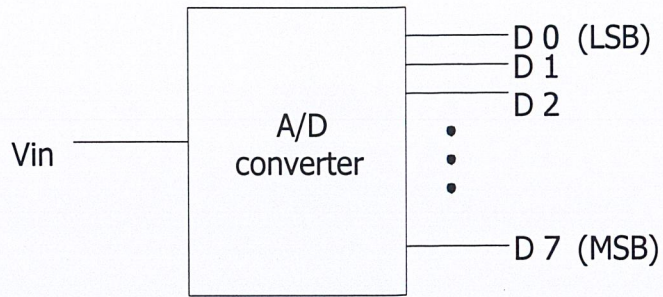 D 0 (LSB)
D 1
D 2
Vin
A/D
converter
D 7 (MSB)